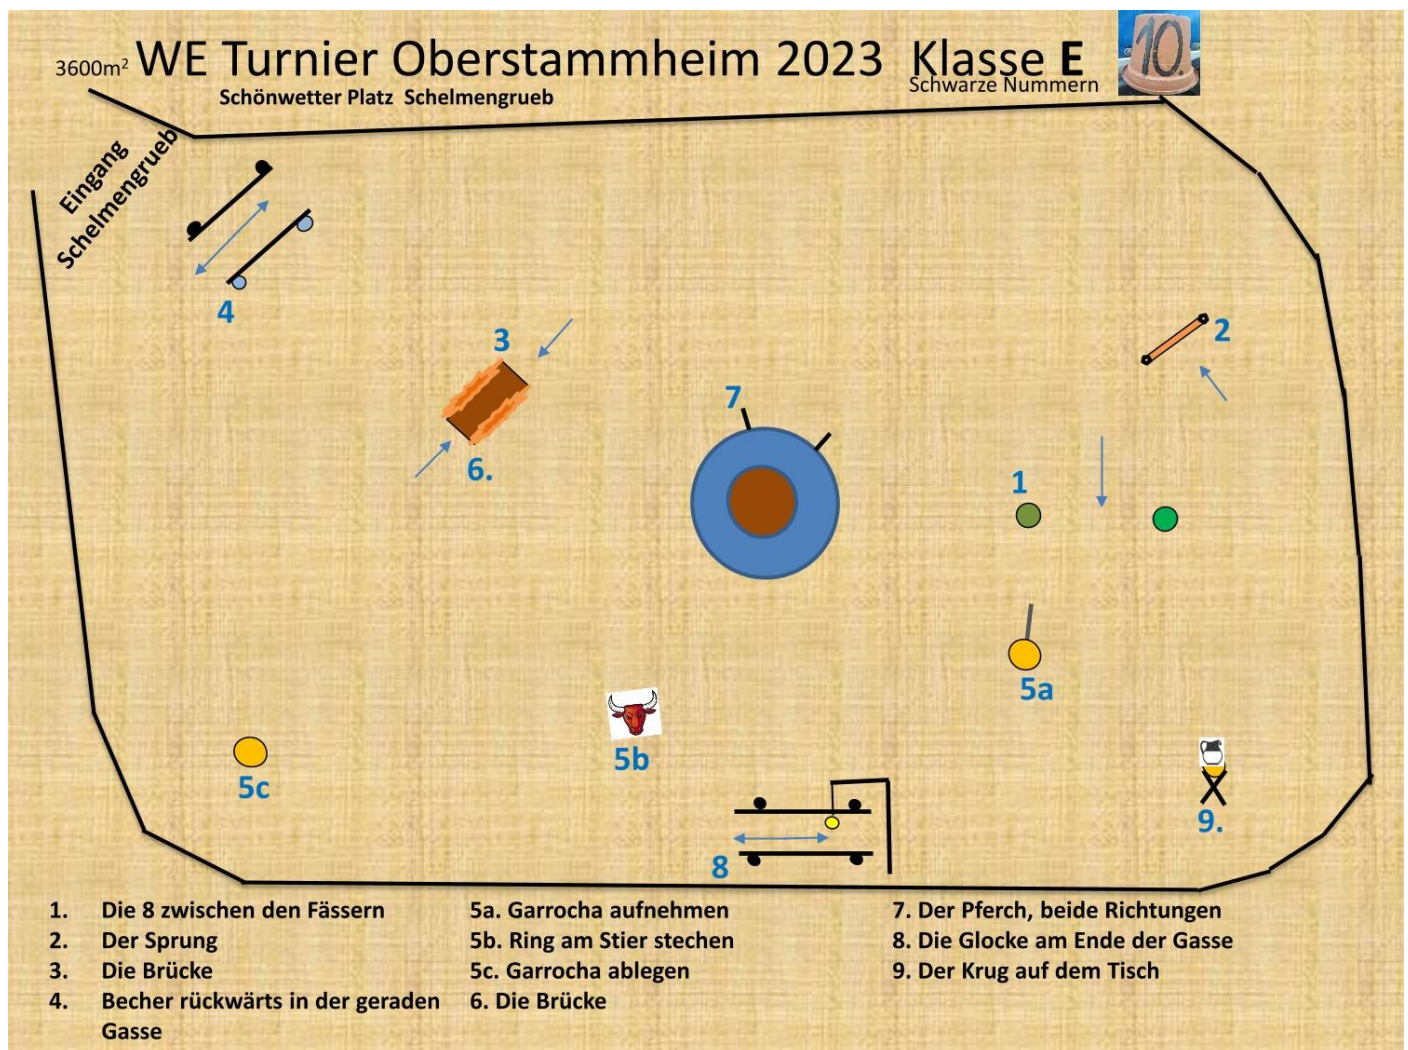 3600m² WE Turnier Oberstammheim 2023 Klasse E
10.
Schönwetter Platz Schelmengrueb
Schwarze Nummern
Eingang
Schelmengrueb
4
3
6.
7
2
1
5a
5b
5c
8
9.
1. Die 8 zwischen den Fässern
2. Der Sprung
3. Die Brücke
4. Becher rückwärts in der geraden
Gasse
5a. Garrocha aufnehmen
5b. Ring am Stier stechen
5c. Garrocha ablegen
6. Die Brücke
7. Der Pferch, beide Richtungen
8. Die Glocke am Ende der Gasse
9. Der Krug auf dem Tisch